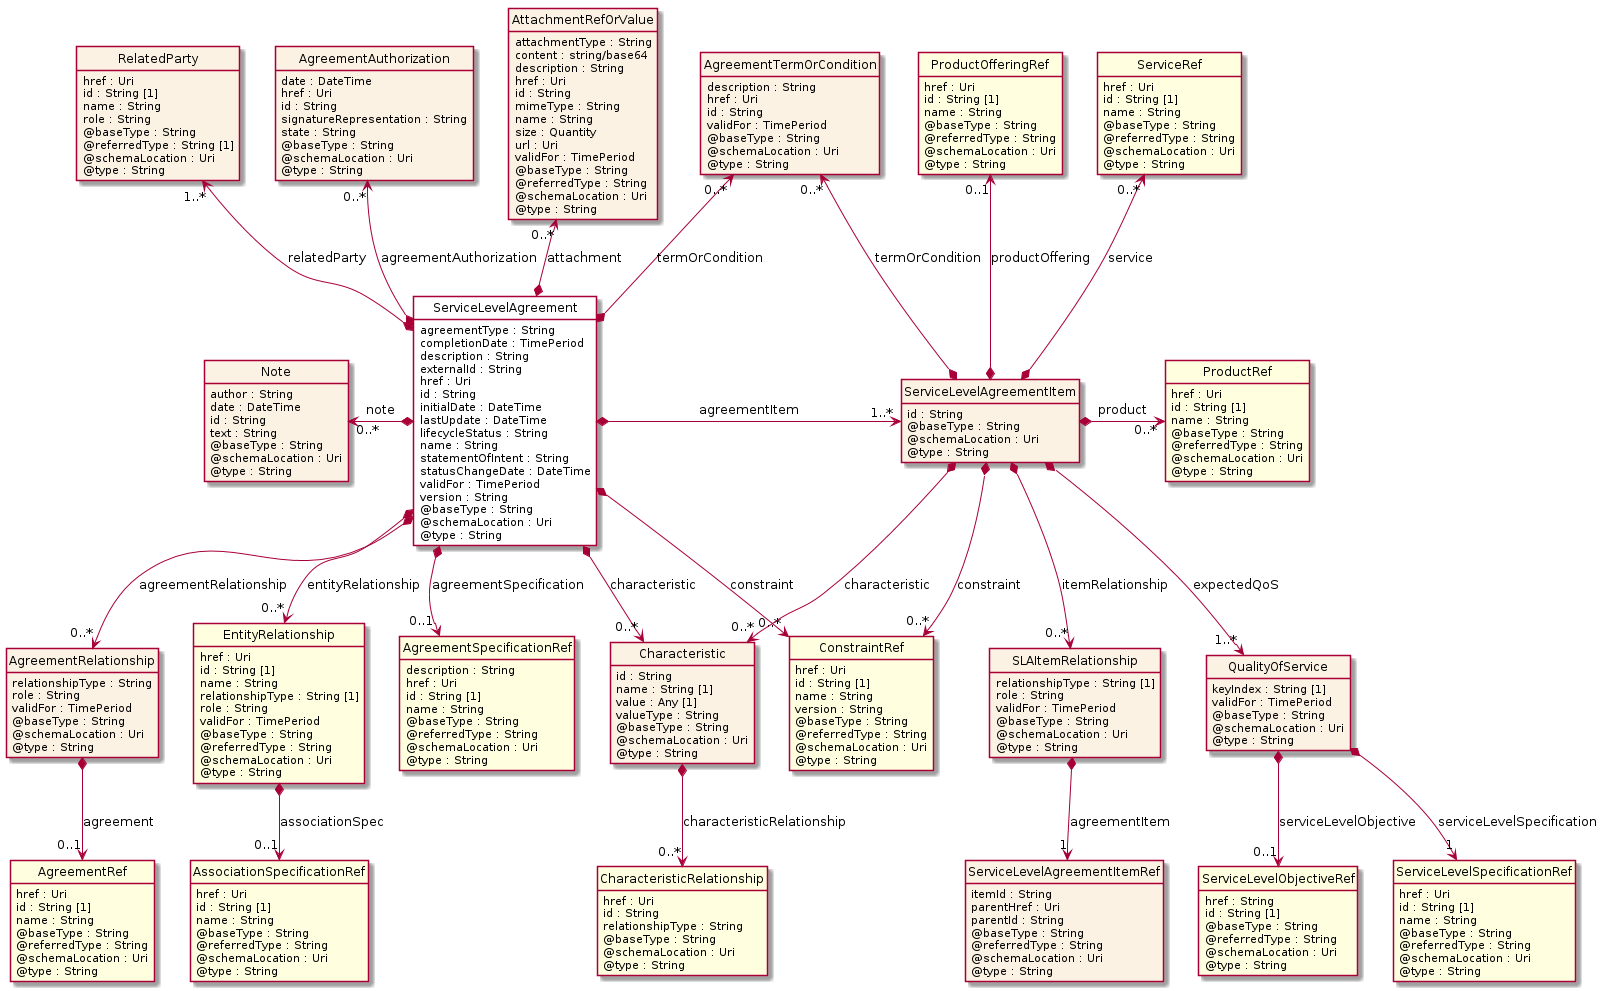 AttachmentRefOrValue
attachmentType : String
content : string/base64
description : String
href : Uri
id : String
mimeType : String
name : String
size : Quantity
url : Uri
validFor : TimePeriod
@baseType : String
@referredType : String
@schemaLocation : Uri
@type : String
RelatedParty
href : Uri
id : String [1]
name : String
role : String
@baseType : String
@referredType : String [1]
@schemaLocation : Uri
@type : String
AgreementAuthorization
date : DateTime
href : Uri
id : String
signatureRepresentation : String
state : String
@baseType : String
@schemaLocation : Uri
@type : String
AgreementTermOrCondition
description : String
href : Uri
id : String
validFor : TimePeriod
@baseType : String
@schemaLocation : Uri
@type : String
ProductOfferingRef
href : Uri
id : String [1]
name : String
@baseType : String
@referredType : String
@schemaLocation : Uri
@type : String
ServiceRef
href : Uri
id : String [1]
name : String
@baseType : String
@referredType : String
@schemaLocation : Uri
@type : String
1..*
0..*
0..*
0..*
0..*
0..1
0..*
relatedParty
agreementAuthorization
attachment
termOrCondition
termOrCondition
productOffering
service
ServiceLevelAgreement
agreementType : String
completionDate : TimePeriod
description : String
externalId : String
href : Uri
id : String
initialDate : DateTime
lastUpdate : DateTime
lifecycleStatus : String
name : String
statementOfIntent : String
statusChangeDate : DateTime
validFor : TimePeriod
version : String
@baseType : String
@schemaLocation : Uri
@type : String
Note
author : String
date : DateTime
id : String
text : String
@baseType : String
@schemaLocation : Uri
@type : String
note
0..*
agreementItem
1..*
ServiceLevelAgreementItem
id : String
@baseType : String
@schemaLocation : Uri
@type : String
product
0..*
ProductRef
href : Uri
id : String [1]
name : String
@baseType : String
@referredType : String
@schemaLocation : Uri
@type : String
agreementRelationship
entityRelationship
agreementSpecification
characteristic
constraint
characteristic
constraint
itemRelationship
expectedQoS
0..*
0..*
0..1
0..*
0..*
0..*
0..*
0..*
1..*
AgreementRelationship
relationshipType : String
role : String
validFor : TimePeriod
@baseType : String
@schemaLocation : Uri
@type : String
EntityRelationship
href : Uri
id : String [1]
name : String
relationshipType : String [1]
role : String
validFor : TimePeriod
@baseType : String
@referredType : String
@schemaLocation : Uri
@type : String
AgreementSpecificationRef
description : String
href : Uri
id : String [1]
name : String
@baseType : String
@referredType : String
@schemaLocation : Uri
@type : String
Characteristic
id : String
name : String [1]
value : Any [1]
valueType : String
@baseType : String
@schemaLocation : Uri
@type : String
ConstraintRef
href : Uri
id : String [1]
name : String
version : String
@baseType : String
@referredType : String
@schemaLocation : Uri
@type : String
SLAItemRelationship
relationshipType : String [1]
role : String
validFor : TimePeriod
@baseType : String
@schemaLocation : Uri
@type : String
QualityOfService
keyIndex : String [1]
validFor : TimePeriod
@baseType : String
@schemaLocation : Uri
@type : String
agreement
associationSpec
characteristicRelationship
agreementItem
serviceLevelObjective
serviceLevelSpecification
0..1
0..1
0..*
1
0..1
1
AgreementRef
href : Uri
id : String [1]
name : String
@baseType : String
@referredType : String
@schemaLocation : Uri
@type : String
AssociationSpecificationRef
href : Uri
id : String [1]
name : String
@baseType : String
@referredType : String
@schemaLocation : Uri
@type : String
CharacteristicRelationship
href : Uri
id : String
relationshipType : String
@baseType : String
@schemaLocation : Uri
@type : String
ServiceLevelAgreementItemRef
itemId : String
parentHref : Uri
parentId : String
@baseType : String
@referredType : String
@schemaLocation : Uri
@type : String
ServiceLevelObjectiveRef
href : String
id : String [1]
@baseType : String
@referredType : String
@schemaLocation : Uri
@type : String
ServiceLevelSpecificationRef
href : Uri
id : String [1]
name : String
@baseType : String
@referredType : String
@schemaLocation : Uri
@type : String